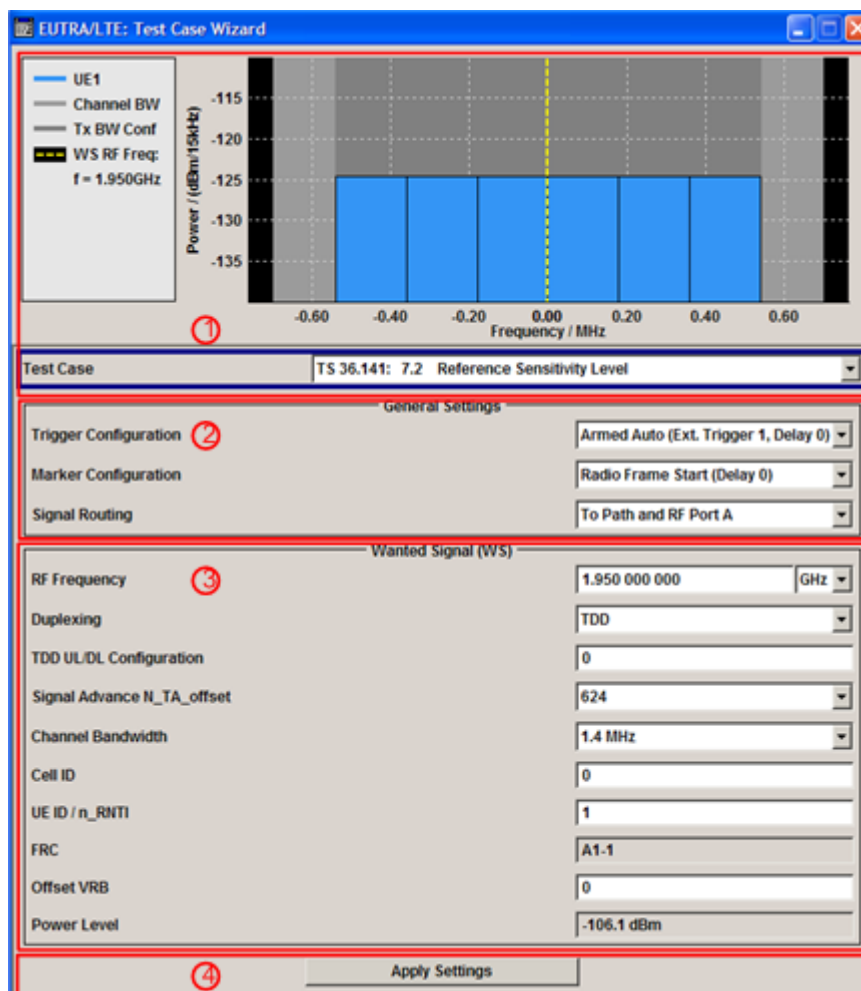 EUTRA/LTE: Test Case Wizard
UE1
Channel BW
Tx BW Conf
WS RF Freq:
f = 1.950GHz
Power / (dBm/15kHz)
-115
-120
-125
-130
-135
-0.60 -0.40 -0.20 0.00 0.20 0.40 0.60
Frequency / MHz
1
Test Case TS 36.141: 7.2 Reference Sensitivity Level
General Settings
Trigger Configuration 2 Armed Auto (Ext. Trigger 1, Delay 0)
Marker Configuration Radio Frame Start (Delay 0)
Signal Routing To Path and RF Port A
Wanted Signal (WS)
RF Frequency 3 1.950 000 000 GHz
Duplexing TDD
TDD UL/DL Configuration 0
Signal Advance N_TA_offset 624
Channel Bandwidth 1.4 MHz
Cell ID 0
UE ID / n_RNTI 1
FRC A1-1
Offset VRB 0
Power Level -106.1 dBm
4 Apply Settings